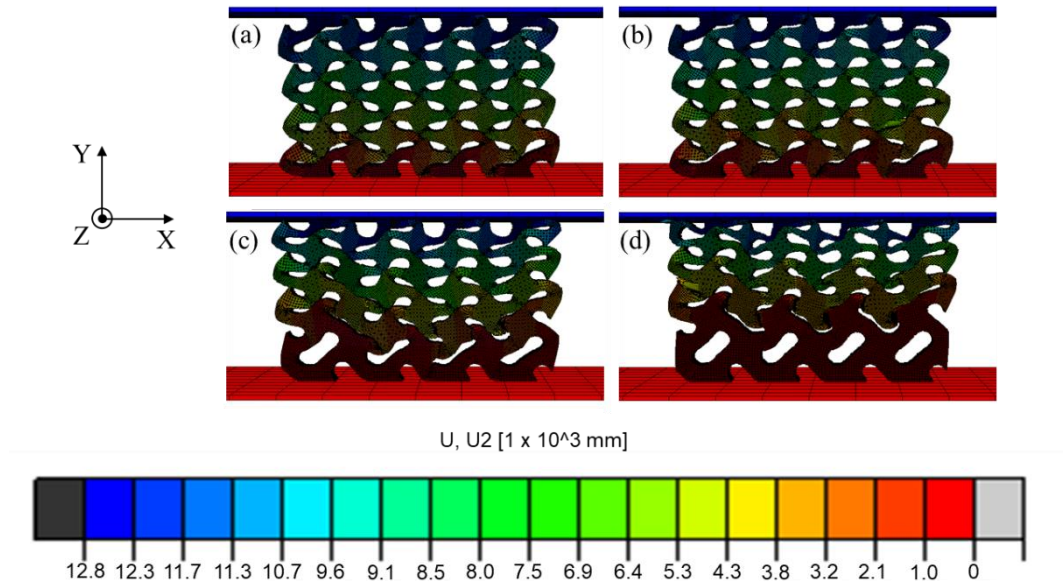 (a)
(b)
Y
Z
X
(c)
(d)
U, U2 [1 x 10^3 mm]
12.8 12.3 11.7 11.3 10.7 9.6 9.1 8.5 8.0 7.5 6.9 6.4 5.3 4.3 3.8 3.2 2.1 1.0 0